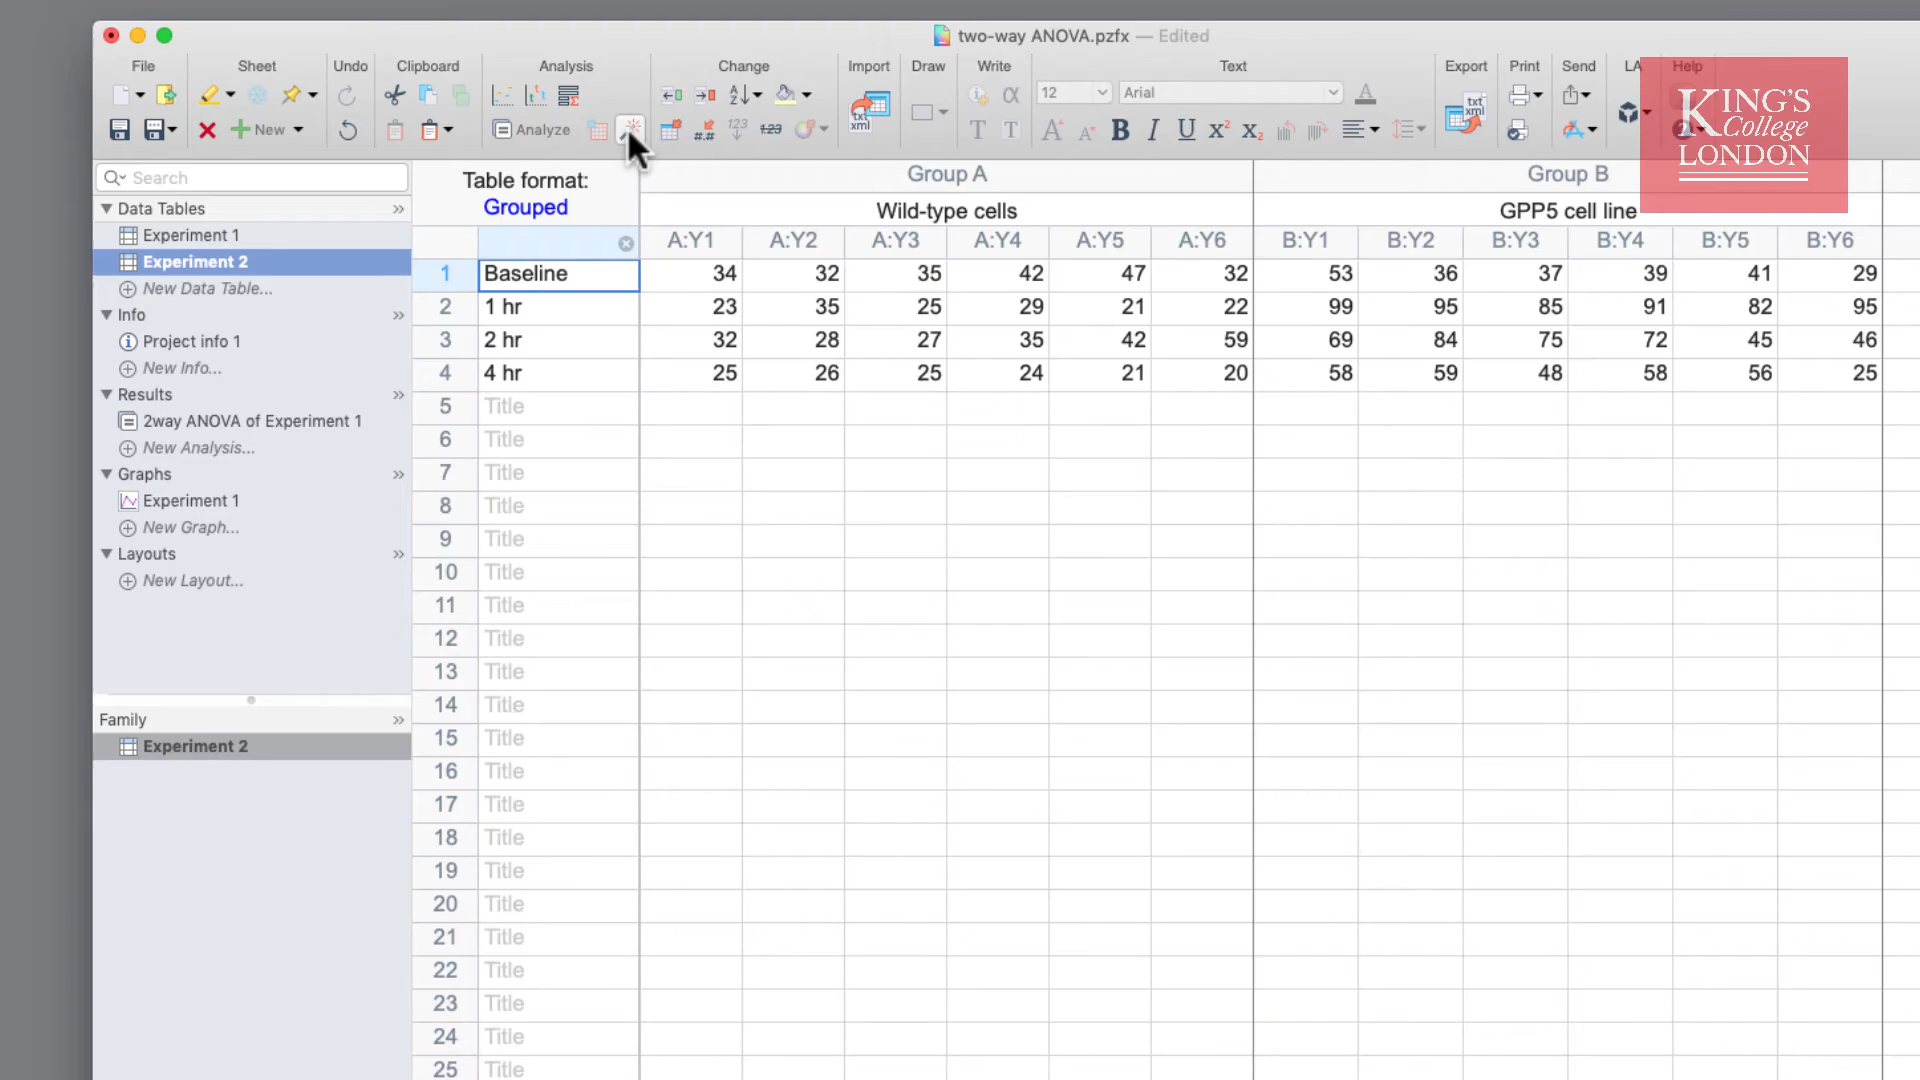 two-way ANOVA.pzfx — Edited
File Sheet Undo Clipboard Analysis Change Import Draw Write Text Export Print Send LA Help
12 Arial
New Analyze
KING'S
College
LONDON
Search
Data Tables
Experiment 1
Experiment 2
New Data Table...
Info
Project info 1
New Info...
Results
2way ANOVA of Experiment 1
New Analysis...
Graphs
Experiment 1
New Graph...
Layouts
New Layout...
Family
Experiment 2
Table format:
Grouped
Group A Group B
Wild-type cells GPP5 cell line
A:Y1 A:Y2 A:Y3 A:Y4 A:Y5 A:Y6 B:Y1 B:Y2 B:Y3 B:Y4 B:Y5 B:Y6
1 Baseline 34 32 35 42 47 32 53 36 37 39 41 29
2 1 hr 23 35 25 29 21 22 99 95 85 91 82 95
3 2 hr 32 28 27 35 42 59 69 84 75 72 45 46
4 4 hr 25 26 25 24 21 20 58 59 48 58 56 25
5 Title
6 Title
7 Title
8 Title
9 Title
10 Title
11 Title
12 Title
13 Title
14 Title
15 Title
16 Title
17 Title
18 Title
19 Title
20 Title
21 Title
22 Title
23 Title
24 Title
25 Title